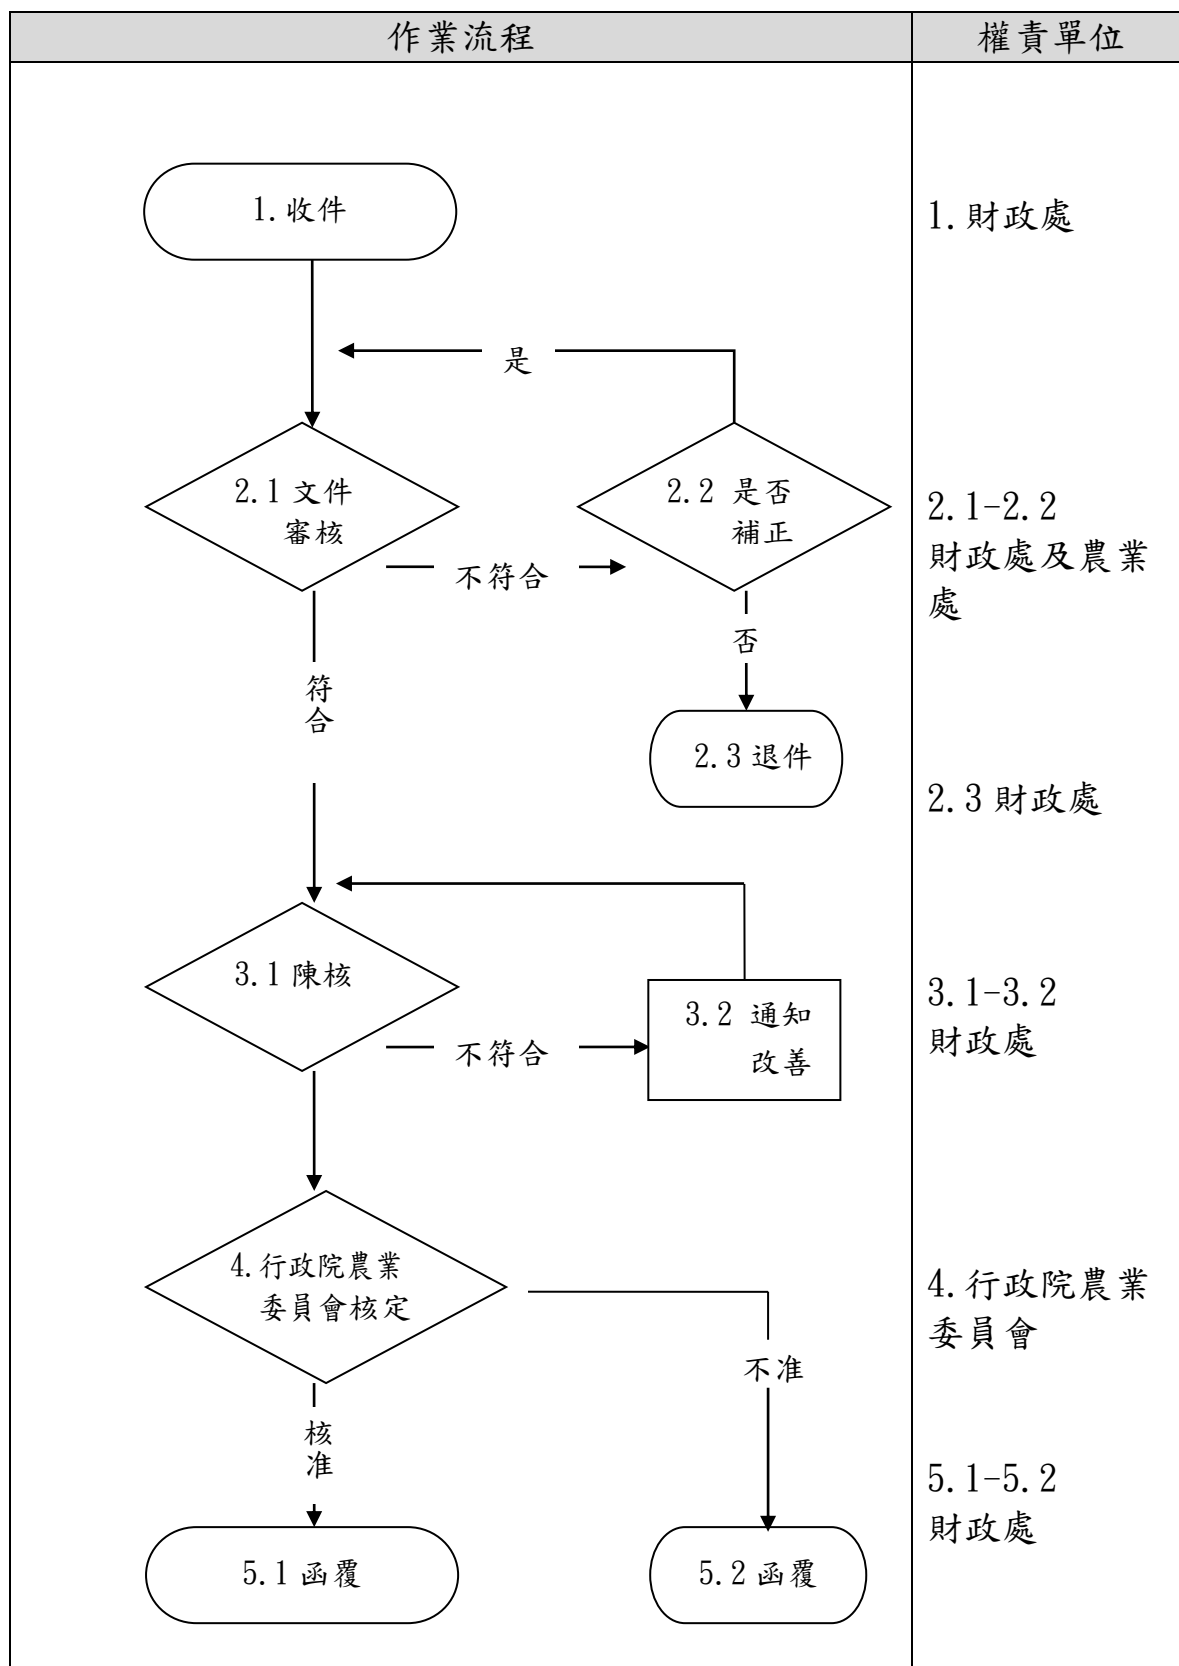 作業流程
權責單位
1.收件
1.財政處
是
2.1文件
審核
2.2 是否
補正
不符合
2.1-2.2
財政處及農業
處
否
符
合
2.3退件
2.3財政處
3.1陳核
3.2 通知
改善
不符合
3.1-3.2
財政處
4.行政院農業
委員會核定
4.行政院農業
委員會
不准
核
准
5.1-5.2
財政處
5.1函覆
5.2函覆